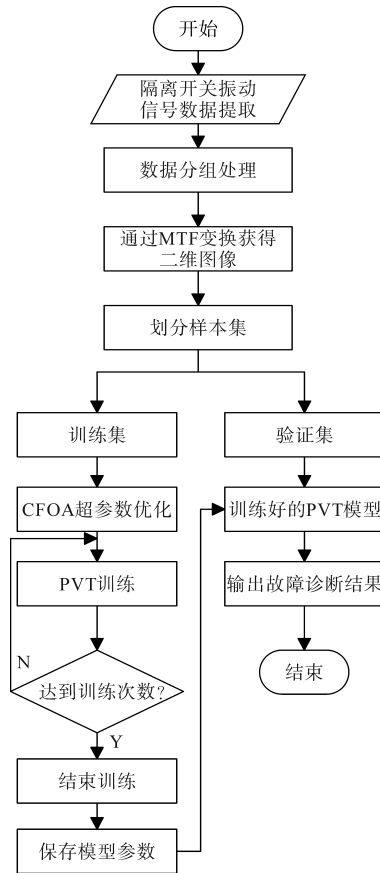 开始
隔离开关振动
信号数据提取
数据分组处理
通过MTF变换获得
二维图像
划分样本集
训练集
验证集
CFOA超参数优化
训练好的PVT模型
PVT训练
输出故障诊断结果
N
达到训练次数?
结束
Y
结束训练
保存模型参数